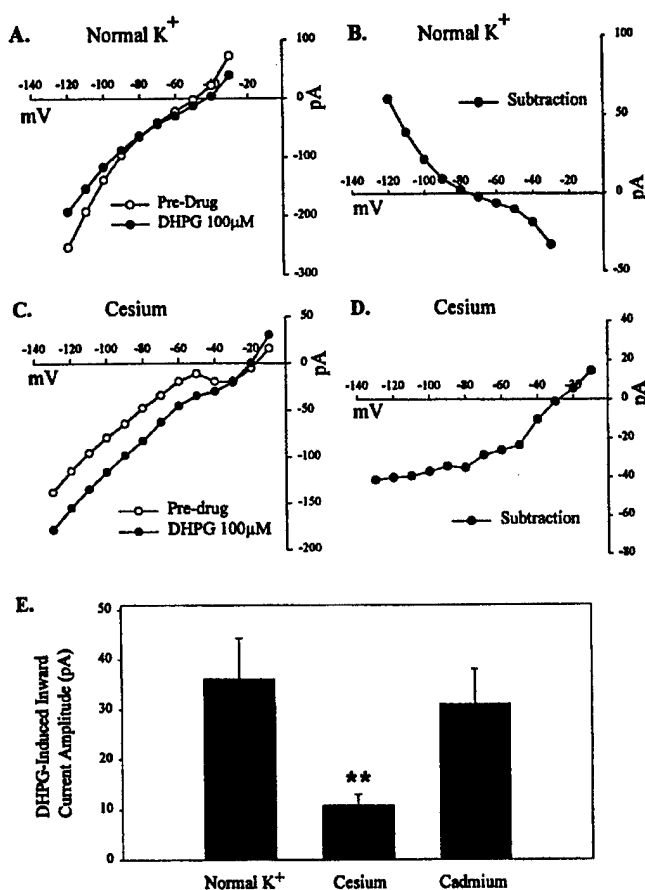 A.
Normal K+
100
-140 -120 -100 -80 -60 -40 -20
0
mV
pA
-100
Pre-Drug
DHPG 100µM
-200
-300
B.
Normal K+
100
Subtraction
50
-140 -120 -100 -80 -60 -40 -20
0
mV
pA
-50
C.
Cesium
50
-140 -120 -100 -80 -60 -40 -20
0
mV
pA
-50
-100
Pre-drug
DHPG 100µM
-150
-200
D.
Cesium
40
20
-140 -120 -100 -80 -60 -40 -20
0
mV
pA
-20
-40
Subtraction
-60
-80
E.
DHPG-Induced Inward
Current Amplitude (pA)
50
40
30
20
10
0
**
Normal K+ Cesium Cadmium